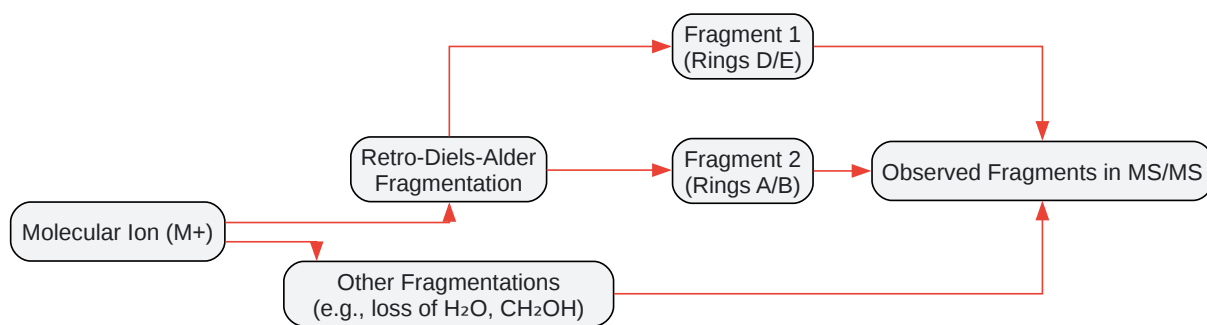 Molecular Ion (M+)
Retro-Diels-Alder
Fragmentation
Other Fragmentations
(e.g., loss of H₂O, CH₂OH)
Fragment 1
(Rings D/E)
Fragment 2
(Rings A/B)
Observed Fragments in MS/MS